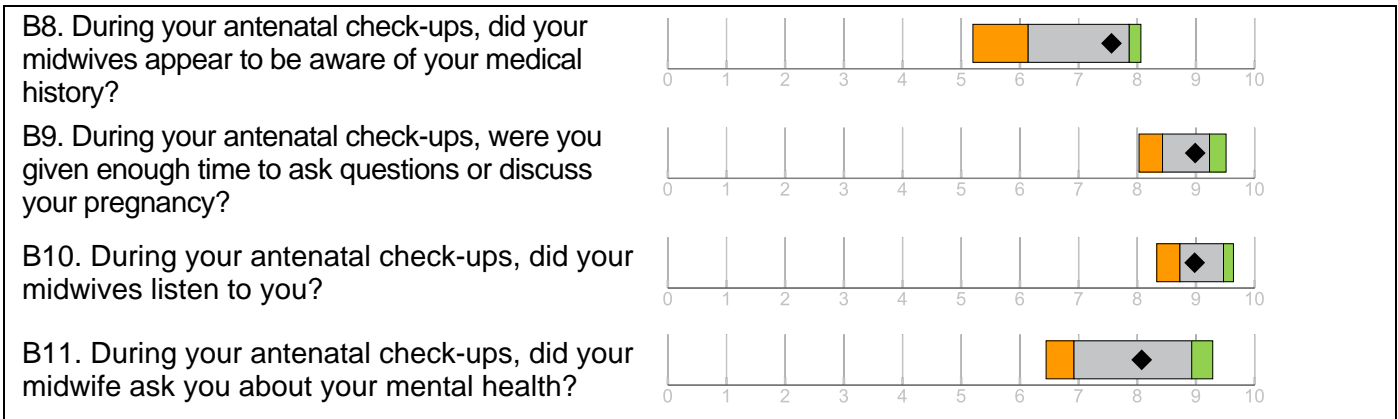 B8. During your antenatal check-ups, did your
midwives appear to be aware of your medical
history?
0 1 2 3 4 5 6 7 8 9 10
B9. During your antenatal check-ups, were you
given enough time to ask questions or discuss
your pregnancy?
0 1 2 3 4 5 6 7 8 9 10
B10. During your antenatal check-ups, did your
midwives listen to you?
0 1 2 3 4 5 6 7 8 9 10
B11. During your antenatal check-ups, did your
midwife ask you about your mental health?
0 1 2 3 4 5 6 7 8 9 10